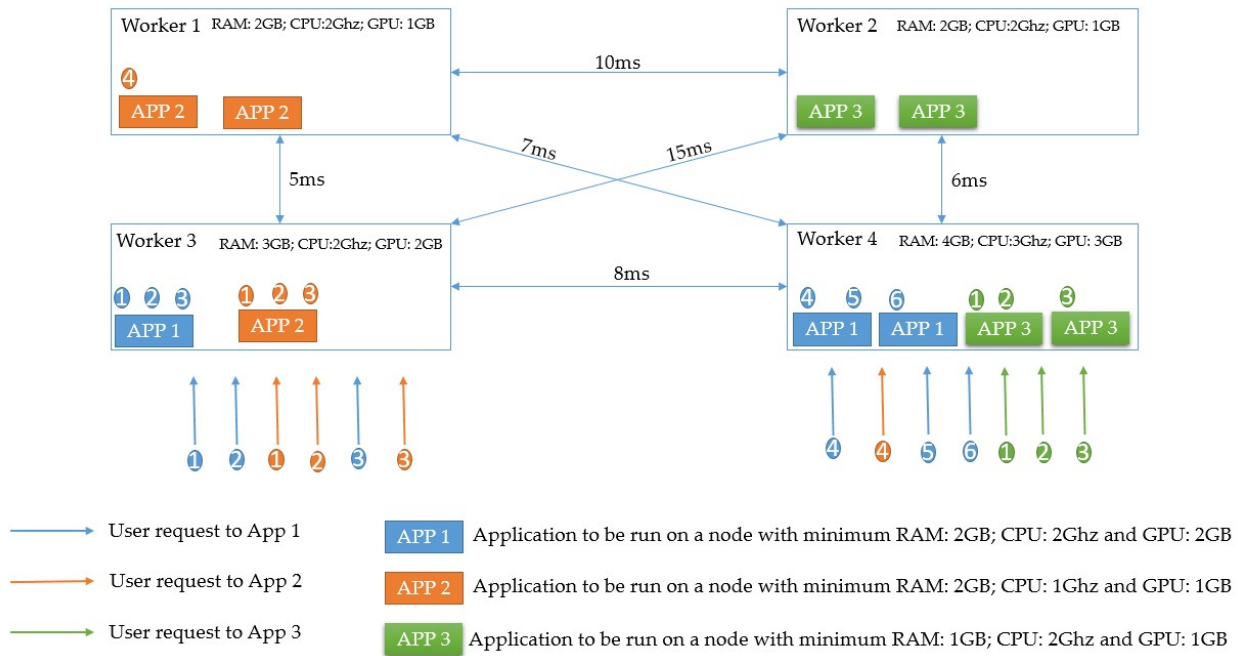 Worker 1 RAM: 2GB; CPU:2Ghz; GPU: 1GB
Worker 2 RAM: 2GB; CPU:2Ghz; GPU: 1GB
10ms
4
APP 2 APP 2
APP 3 APP 3
7ms 15ms
5ms
6ms
Worker 3 RAM: 3GB; CPU:2Ghz; GPU: 2GB
Worker 4 RAM: 4GB; CPU:3Ghz; GPU: 3GB
8ms
1 2 3 1 2 3
APP 1 APP 2
4 5 6 1 2 3
APP 1 APP 1 APP 3 APP 3
1 2 1 2 3 3
4 4 5 6 1 2 3
User request to App 1
APP 1 Application to be run on a node with minimum RAM: 2GB; CPU: 2Ghz and GPU: 2GB
User request to App 2
APP 2 Application to be run on a node with minimum RAM: 2GB; CPU: 1Ghz and GPU: 1GB
User request to App 3
APP 3 Application to be run on a node with minimum RAM: 1GB; CPU: 2Ghz and GPU: 1GB